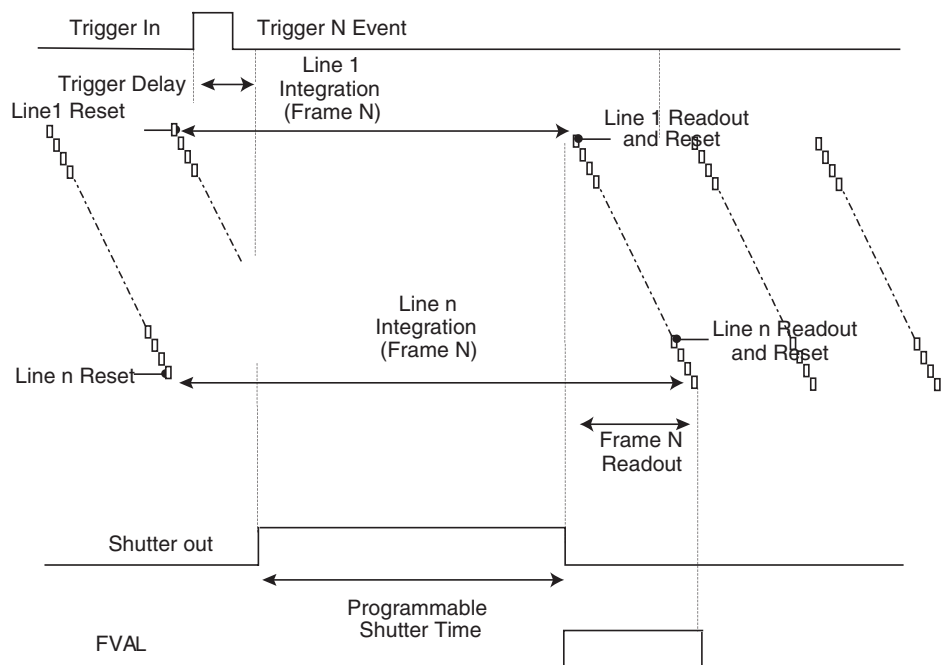 Trigger In
Trigger N Event
Trigger Delay
Line 1
Integration
(Frame N)
Line1 Reset
Line 1 Readout
and Reset
Line n
Integration
(Frame N)
Line n Readout
and Reset
Line n Reset
Frame N
Readout
Shutter out
Programmable
Shutter Time
FVAL